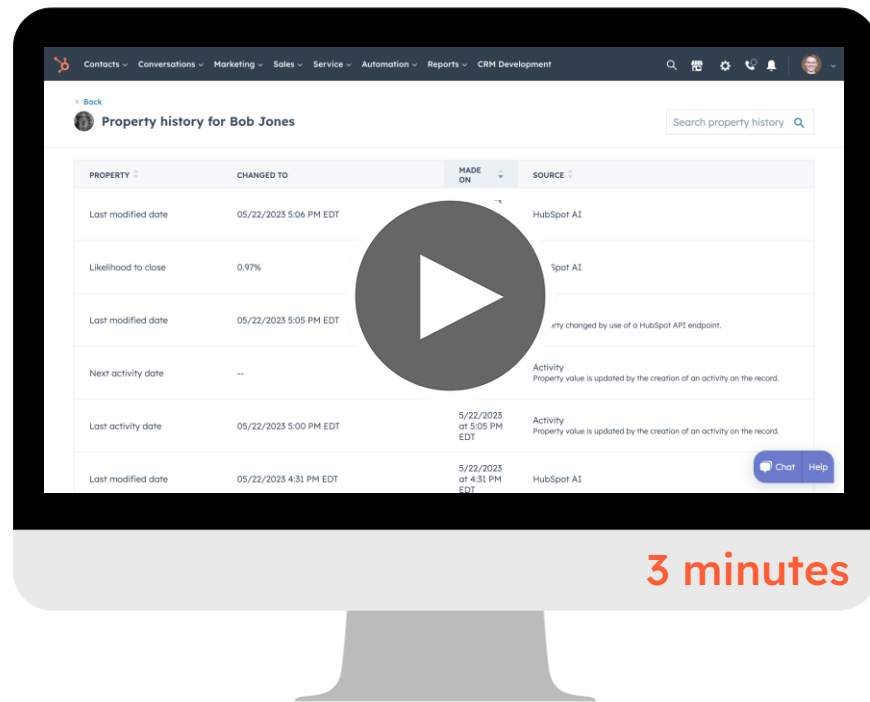 Contacts Conversations Marketing Sales Service Automation Reports CRM Development
Back
Property history for Bob Jones
Search property history
PROPERTY CHANGED TO MADE ON SOURCE
Last modified date 05/22/2023 5:06 PM EDT HubSpot AI
Likelihood to close 0.97% AI
Last modified date 05/22/2023 5:05 PM EDT
changed by use of a HubSpot API endpoint.
Next activity date -- Activity
Property value is updated by the creation of an activity on the record.
Last activity date 05/22/2023 5:00 PM EDT 5/22/2023 at 5:05 PM EDT Activity
Property value is updated by the creation of an activity on the record.
Last modified date 05/22/2023 4:31 PM EDT 5/22/2023 at 4:31 PM EDT HubSpot AI
Chat Help
3 minutes